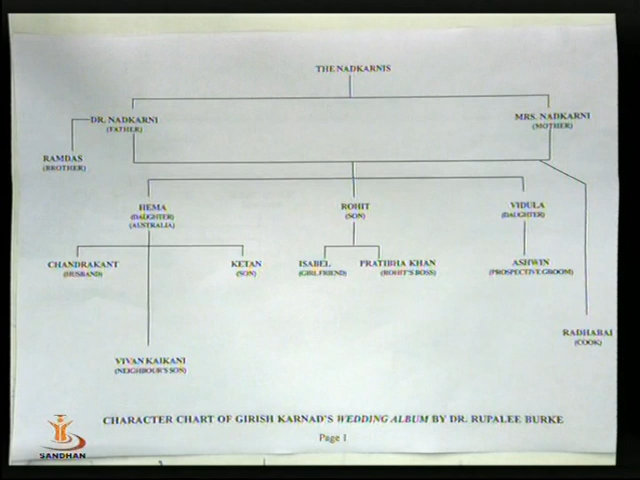 THE NADKARNIS
DR. NADKARNI
(FATHER)
MRS. NADKARNI
(MOTHER)
RAMDAS
(BROTHER)
HEMA
(DAUGHTER)
(AUSTRALIA)
ROHIT
(SON)
VIDULA
(DAUGHTER)
CHANDRAKANT
(HUSBAND)
KETAN
(SON)
ISABEL
(GIRLFRIEND)
PRATIBHA KHAN
(ROHIT'S BOSS)
ASHWIN
(PROSPECTIVE GROOM)
RADHABAI
(COOK)
VIVAN KAIKANI
(NEIGHBOUR'S SON)
CHARACTER CHART OF GIRISH KARNAD'S WEDDING ALBUM BY DR. RUPALEE BURKE
Page 1
SANDHAN